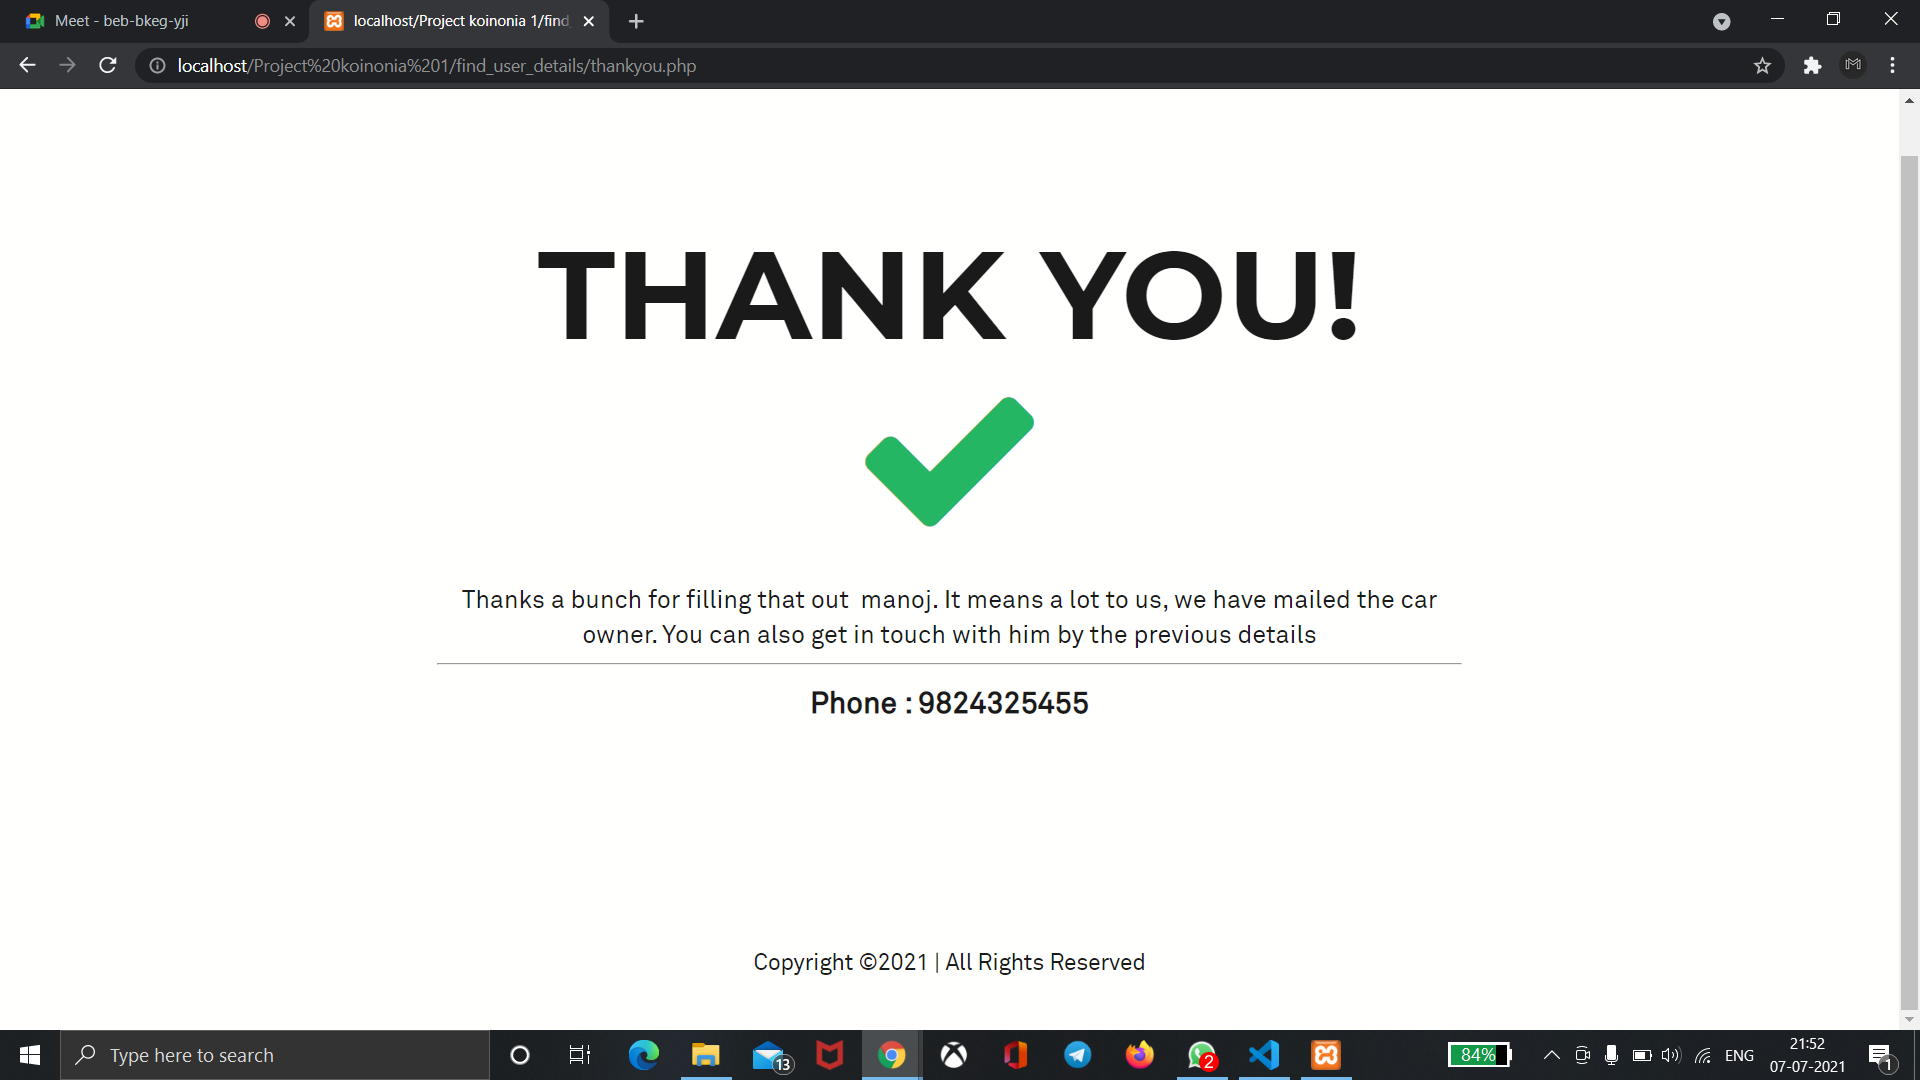 Meet - beb-bkeg-yji
localhost/Project koinonia 1/find
localhost/Project%20koinonia%201/find_user_details/thankyou.php
THANK YOU!
Thanks a bunch for filling that out  manoj. It means a lot to us, we have mailed the car
owner. You can also get in touch with him by the previous details
Phone : 9824325455
Copyright ©2021 | All Rights Reserved
Type here to search
13
2
84%
ENG
21:52
07-07-2021
1